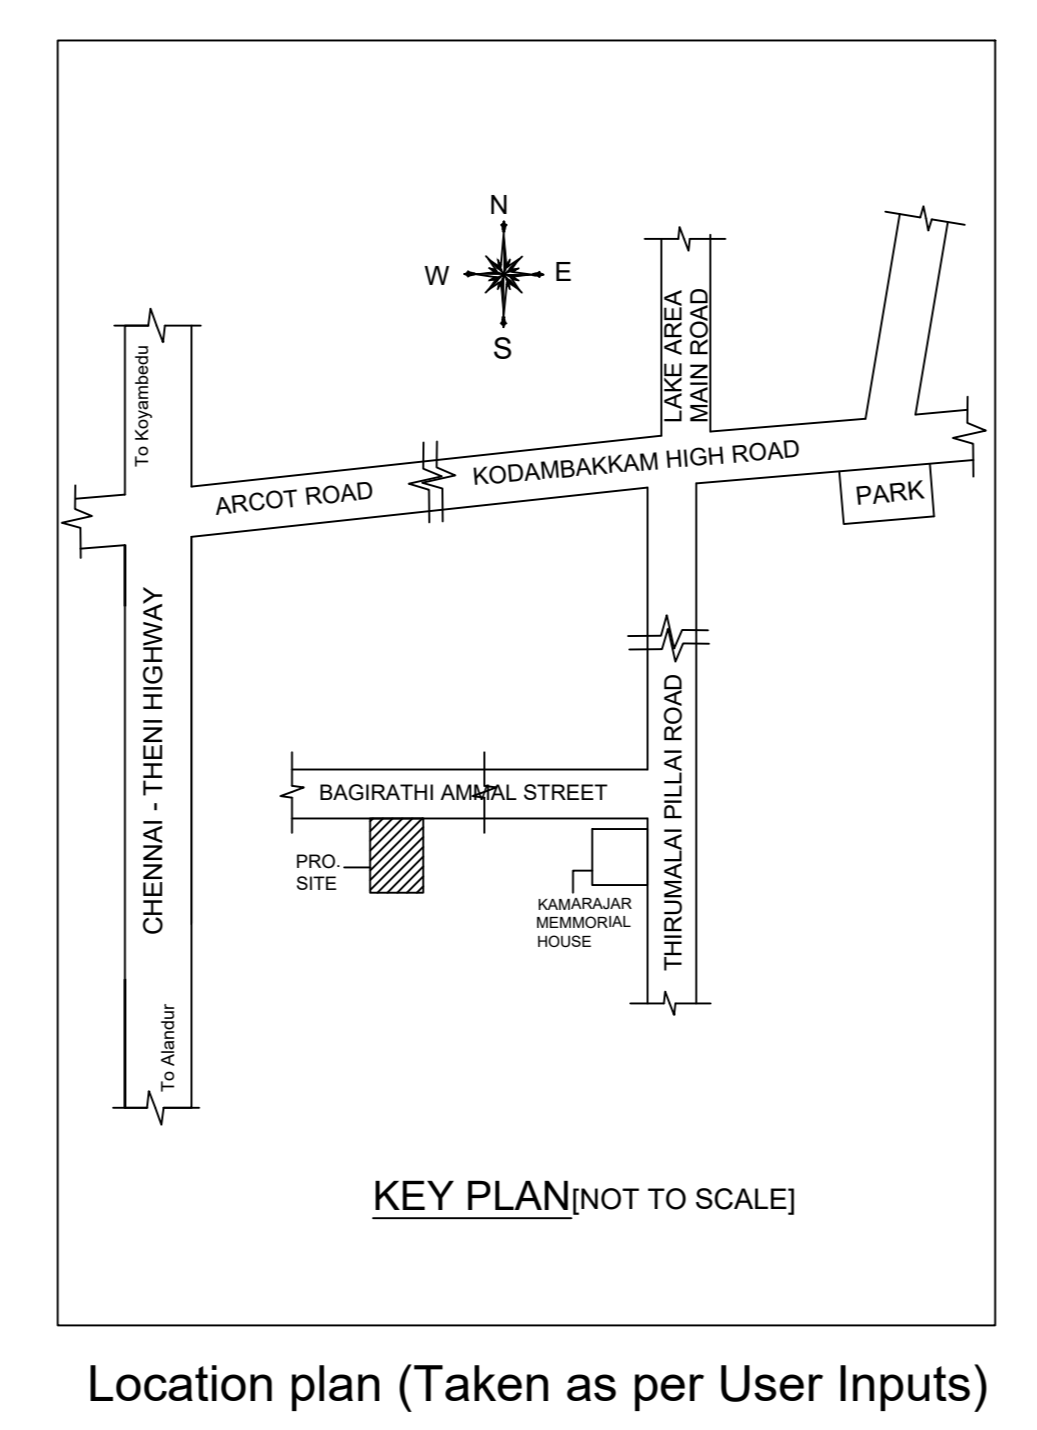 N
W
E
S
To Koyambedu
LAKE AREA
MAIN ROAD
ARCOT ROAD
KODAMBAKKAM HIGH ROAD
PARK
CHENNAI - THENI HIGHWAY
THIRUMALAI PILLAI ROAD
BAGIRATHI AMMAL STREET
PRO.
SITE
KAMARAJAR
MEMMORIAL
HOUSE
To Alandur
KEY PLAN[NOT TO SCALE]
Location plan (Taken as per User Inputs)